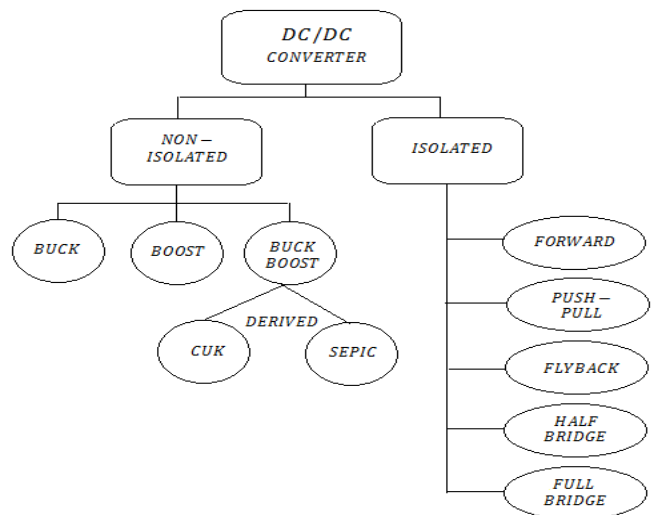 DC/DC
CONVERTER
NON-
ISOLATED
ISOLATED
BUCK
BOOST
BUCK
BOOST
FORWARD
PUSH-
PULL
DERIVED
CUK
SEPIC
FLYBACK
HALF
BRIDGE
FULL
BRIDGE